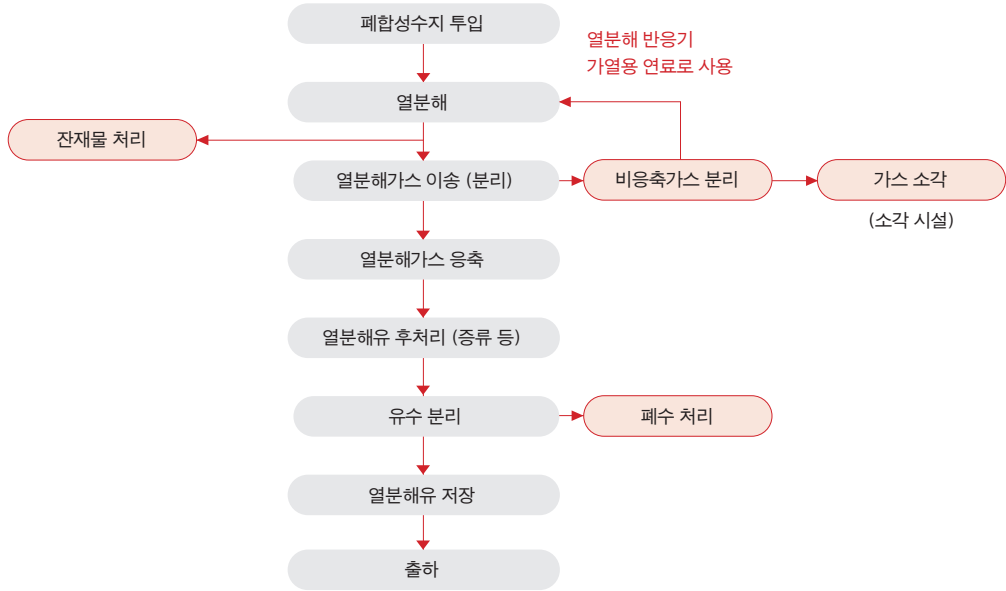 폐합성수지 투입
열분해 반응기
가열용 연료로 사용
열분해
잔재물 처리
열분해가스 이송 (분리)
비응축가스 분리
가스 소각
(소각 시설)
열분해가스 응축
열분해유 후처리 (증류 등)
유수 분리
폐수 처리
열분해유 저장
출하